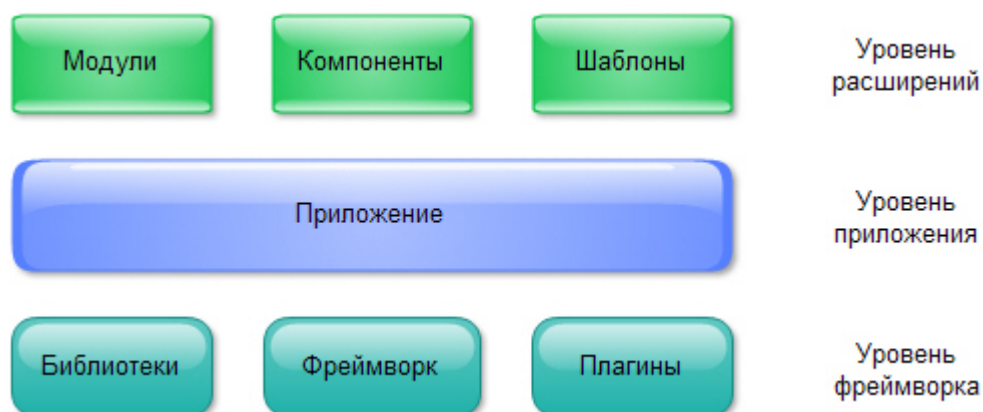 Модули
Компоненты
Шаблоны
Уровень
расширений
Приложение
Уровень
приложения
Библиотеки
Фреймворк
Плагины
Уровень
фреймворка